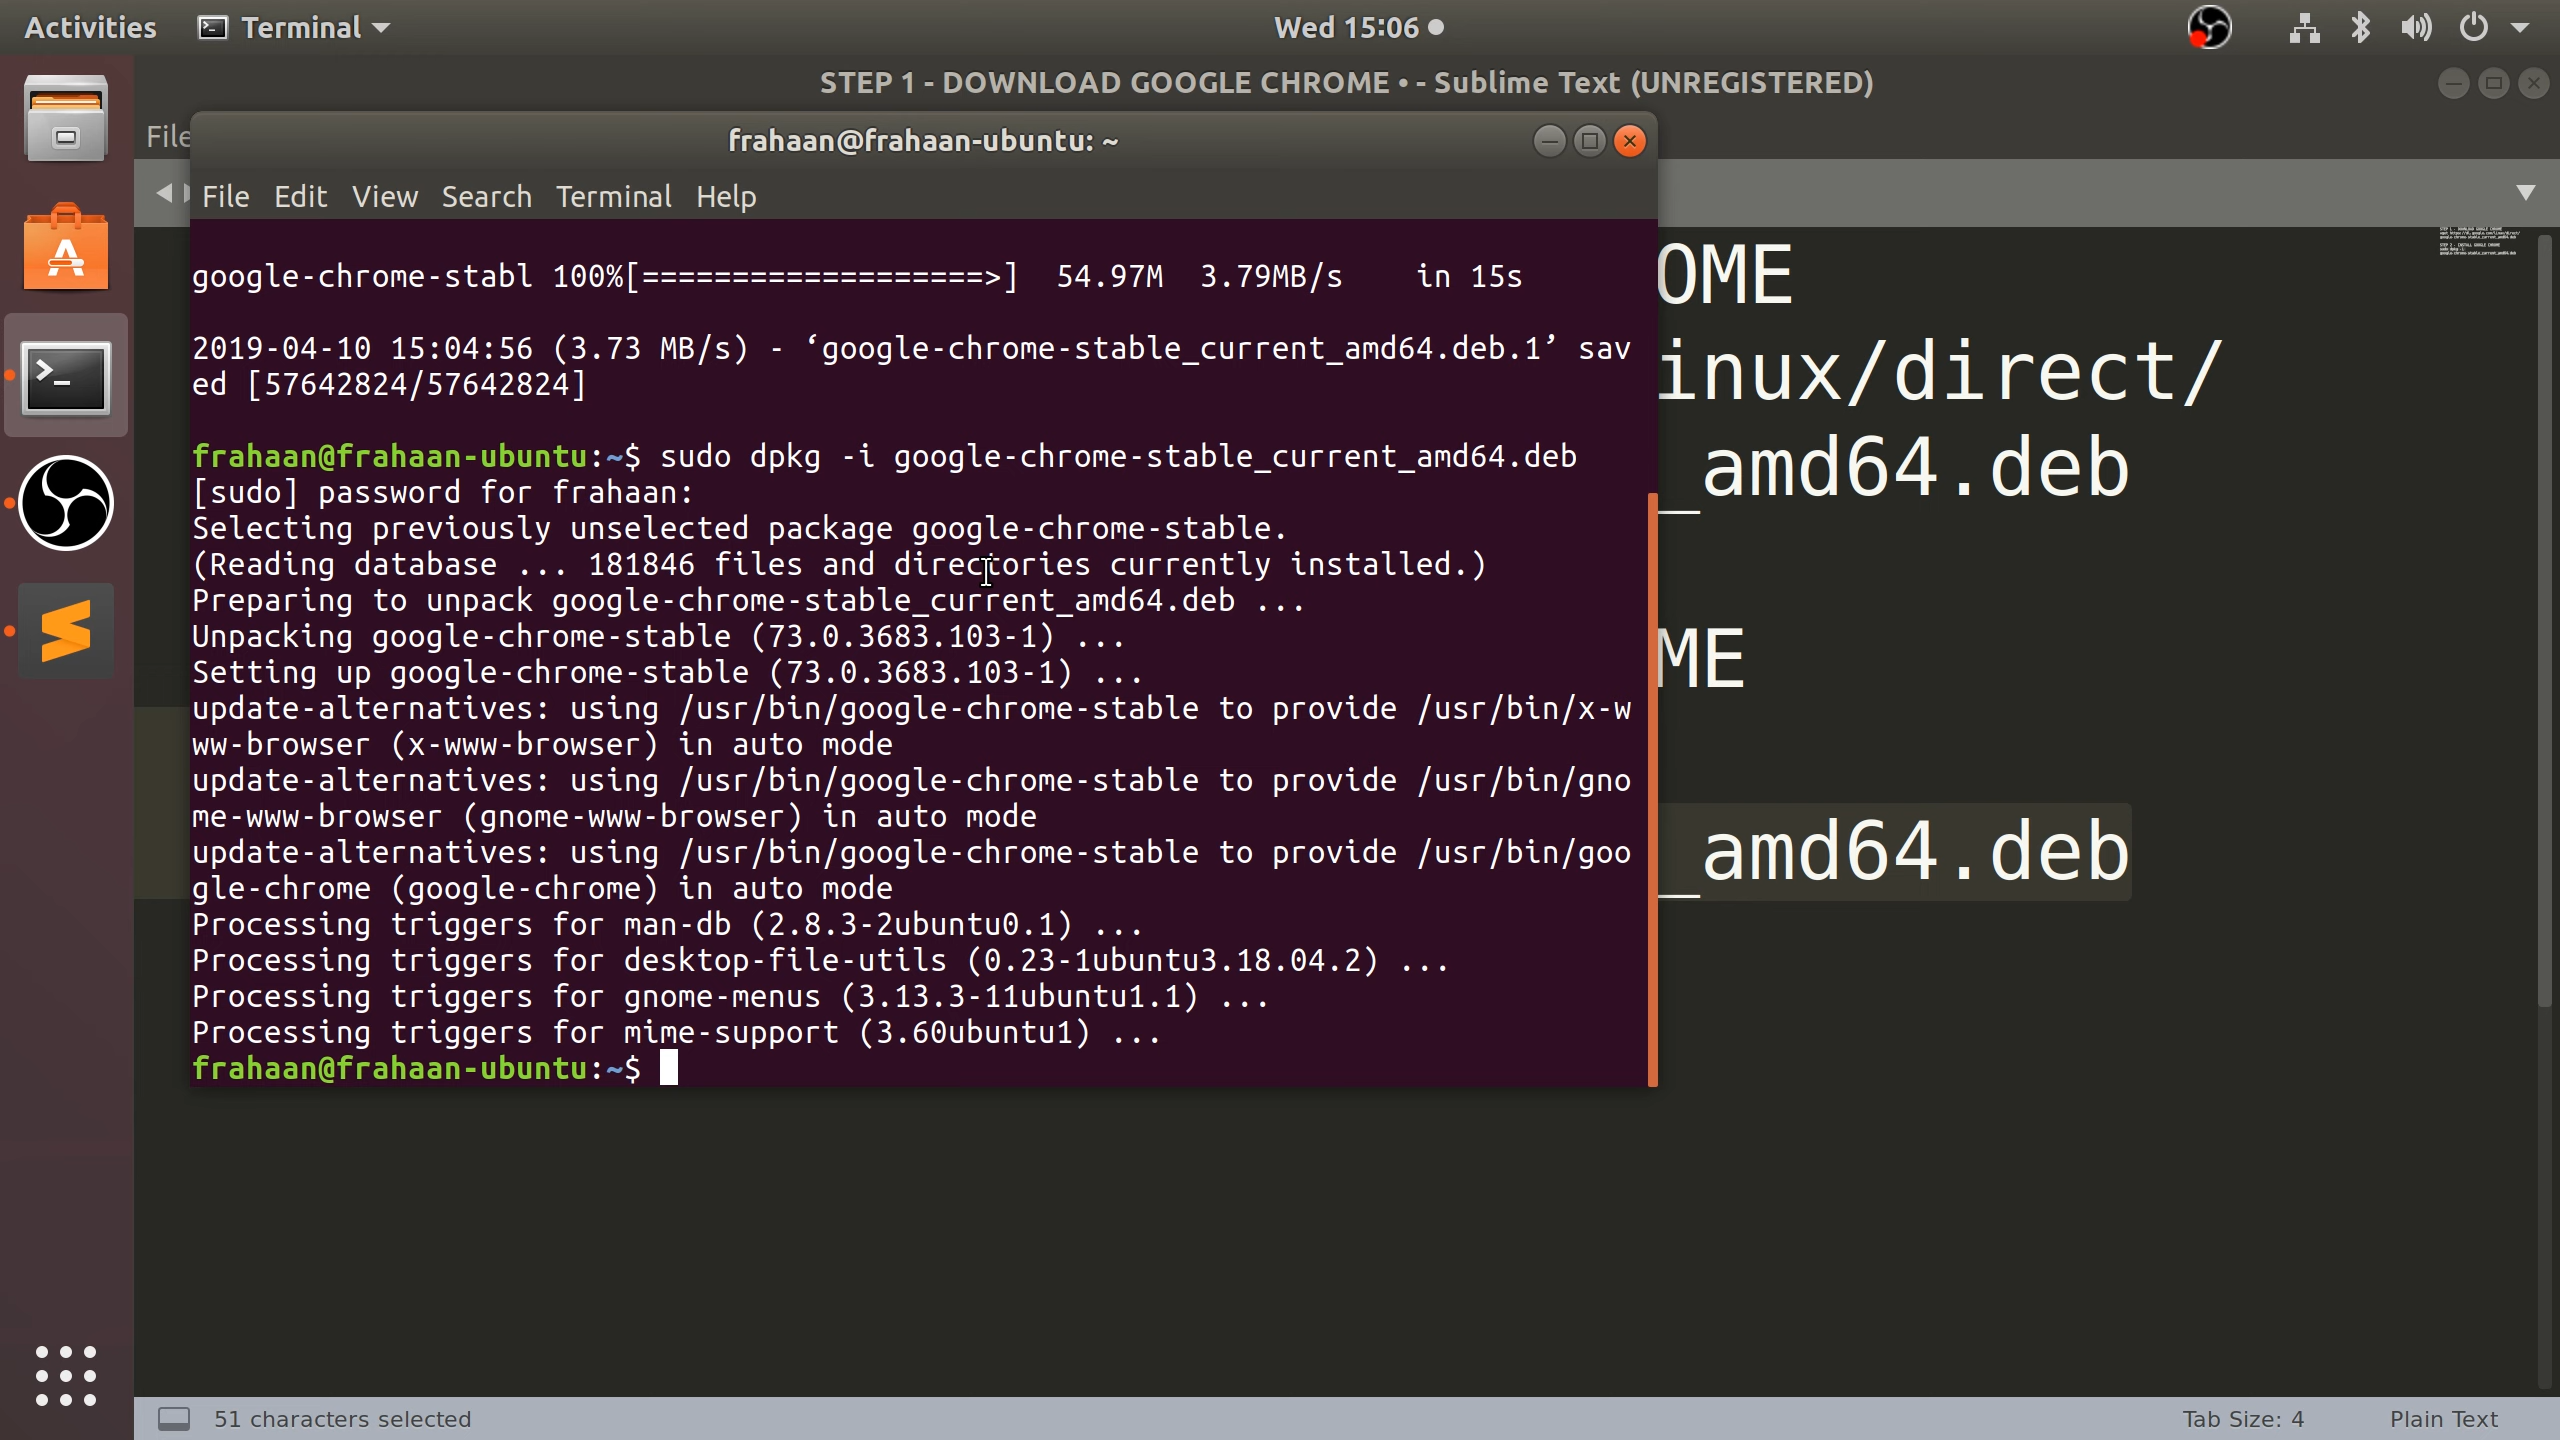 Activities Terminal Wed 15:06
STEP 1 - DOWNLOAD GOOGLE CHROME • - Sublime Text (UNREGISTERED)
File
frahaan@frahaan-ubuntu: ~
File Edit View Search Terminal Help
google-chrome-stabl 100%[===================>] 54.97M 3.79MB/s in 15s
2019-04-10 15:04:56 (3.73 MB/s) - ‘google-chrome-stable_current_amd64.deb.1’ sav
ed [57642824/57642824]
frahaan@frahaan-ubuntu:~$ sudo dpkg -i google-chrome-stable_current_amd64.deb
[sudo] password for frahaan:
Selecting previously unselected package google-chrome-stable.
(Reading database ... 181846 files and directories currently installed.)
Preparing to unpack google-chrome-stable_current_amd64.deb ...
Unpacking google-chrome-stable (73.0.3683.103-1) ...
Setting up google-chrome-stable (73.0.3683.103-1) ...
update-alternatives: using /usr/bin/google-chrome-stable to provide /usr/bin/x-w
ww-browser (x-www-browser) in auto mode
update-alternatives: using /usr/bin/google-chrome-stable to provide /usr/bin/gno
me-www-browser (gnome-www-browser) in auto mode
update-alternatives: using /usr/bin/google-chrome-stable to provide /usr/bin/goo
gle-chrome (google-chrome) in auto mode
Processing triggers for man-db (2.8.3-2ubuntu0.1) ...
Processing triggers for desktop-file-utils (0.23-1ubuntu3.18.04.2) ...
Processing triggers for gnome-menus (3.13.3-11ubuntu1.1) ...
Processing triggers for mime-support (3.60ubuntu1) ...
frahaan@frahaan-ubuntu:~$
OME
inux/direct/
_amd64.deb
ME
_amd64.deb
51 characters selected Tab Size: 4 Plain Text